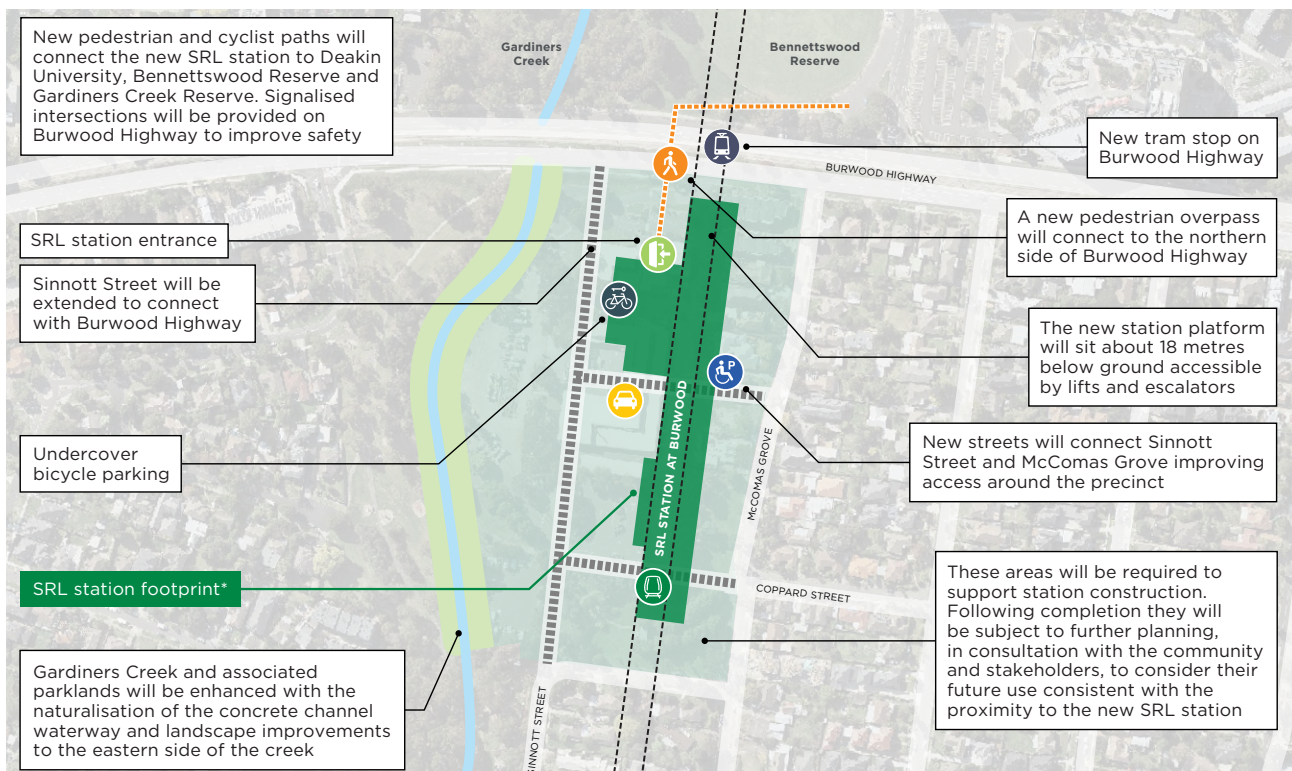 New pedestrian and cyclist paths will
connect the new SRL station to Deakin
University, Bennettswood Reserve and
Gardiners Creek Reserve. Signalised
intersections will be provided on
Burwood Highway to improve safety
Gardiners
Creek
Bennettswood
Reserve
New tram stop on
Burwood Highway
BURWOOD HIGHWAY
SRL station entrance
A new pedestrian overpass
will connect to the northern
side of Burwood Highway
Sinnott Street will be
extended to connect
with Burwood Highway
The new station platform
will sit about 18 metres
below ground accessible
by lifts and escalators
P
Undercover
bicycle parking
New streets will connect Sinnott
Street and McComas Grove improving
access around the precinct
McCOMAS GROVE
SRL STATION AT BURWOOD
SRL station footprint*
COPPARD STREET
These areas will be required to
support station construction.
Following completion they will
be subject to further planning,
in consultation with the community
and stakeholders, to consider their
future use consistent with the
proximity to the new SRL station
Gardiners Creek and associated
parklands will be enhanced with the
naturalisation of the concrete channel
waterway and landscape improvements
to the eastern side of the creek
SINNOTT STREET